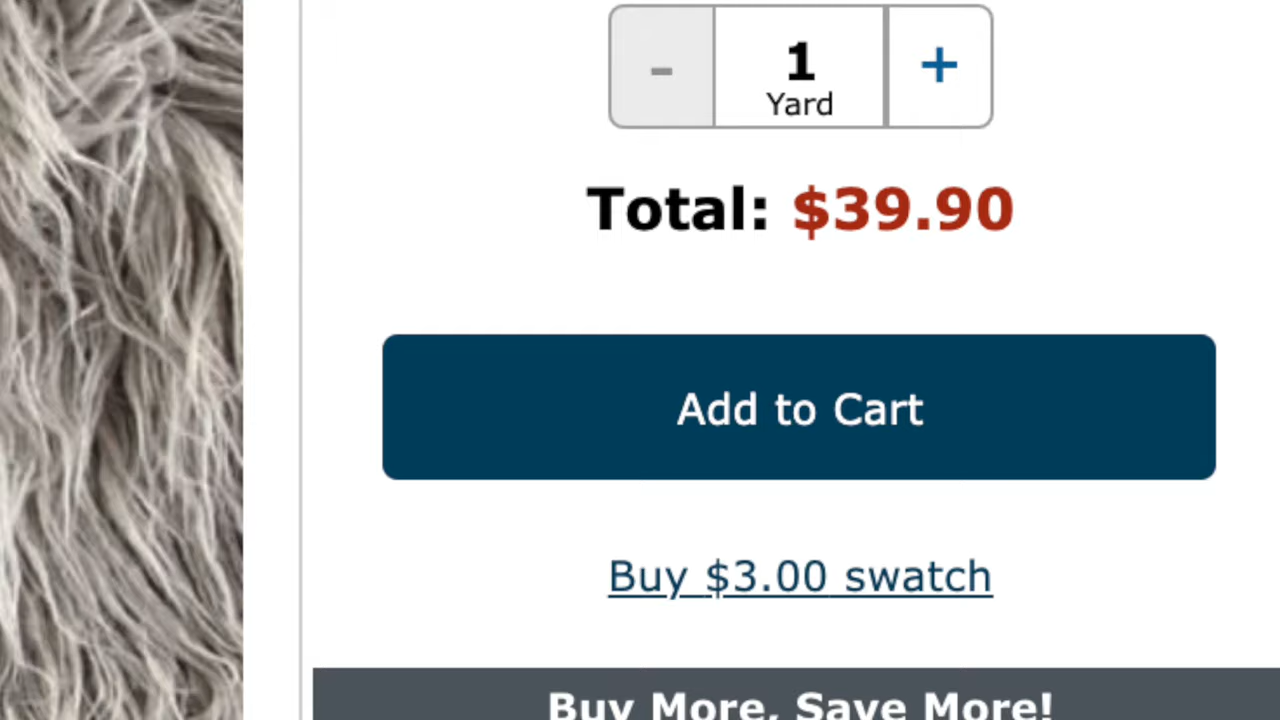 -
1
+
Yard
Total: $39.90
Add to Cart
Buy $3.00 swatch
Buy More, Save More!